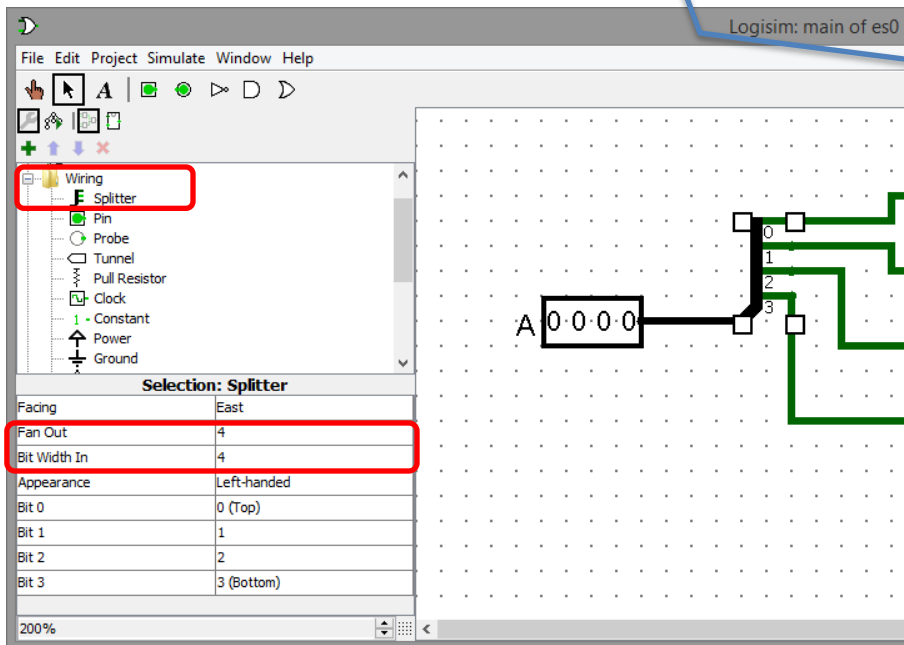 Logisim: main of es0
File Edit Project Simulate Window Help
A
Wiring
Splitter
Pin
Probe
Tunnel
Pull Resistor
Clock
1 - Constant
Power
Ground
Selection: Splitter
Facing East
Fan Out 4
Bit Width In 4
Appearance Left-handed
Bit 0 0 (Top)
Bit 1 1
Bit 2 2
Bit 3 3 (Bottom)
200%
A 0 0 0 0
0
1
2
3